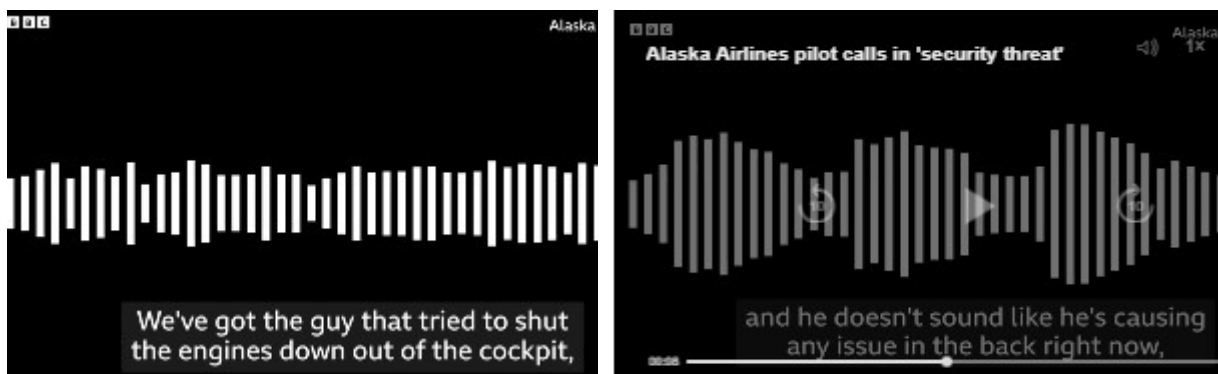 BBC
Alaska
We've got the guy that tried to shut
the engines down out of the cockpit,
BBC
Alaska
Alaska Airlines pilot calls in 'security threat'
1×
10
10
and he doesn't sound like he's causing
any issue in the back right now,